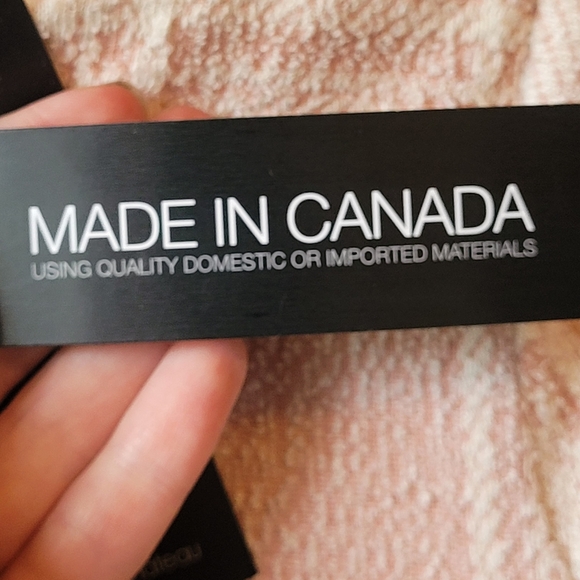 MADE IN CANADA
USING QUALITY DOMESTIC OR IMPORTED MATERIALS